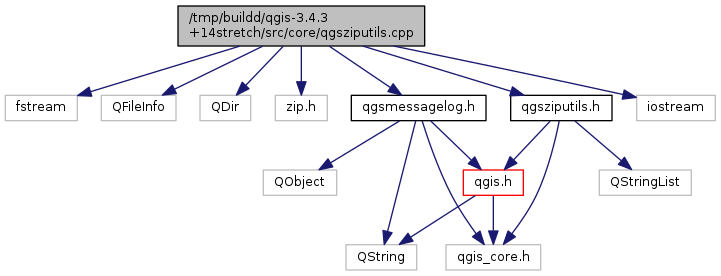 /tmp/buildd/qgis-3.4.3
+14stretch/src/core/qgsziputils.cpp
fstream
QFileInfo
QDir
zip.h
qgsmessagelog.h
qgsziputils.h
iostream
QObject
qgis.h
QStringList
QString
qgis_core.h